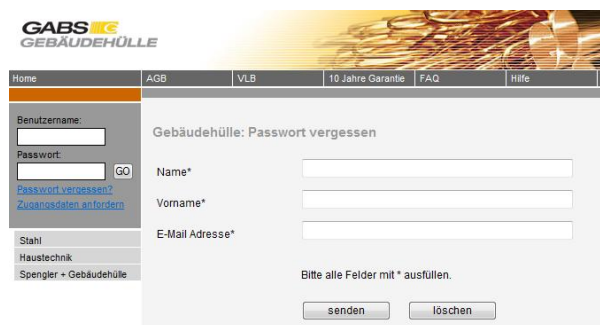 GABS
GEBÄUDEHÜLLE
Home AGB VLB 10 Jahre Garantie FAQ Hilfe
Benutzername:
Passwort:
GO
Passwort vergessen?
Zugangsdaten anfordern
Stahl
Haustechnik
Spengler + Gebäudehülle
Gebäudehülle: Passwort vergessen
Name*
Vorname*
E-Mail Adresse*
Bitte alle Felder mit * ausfüllen.
senden löschen